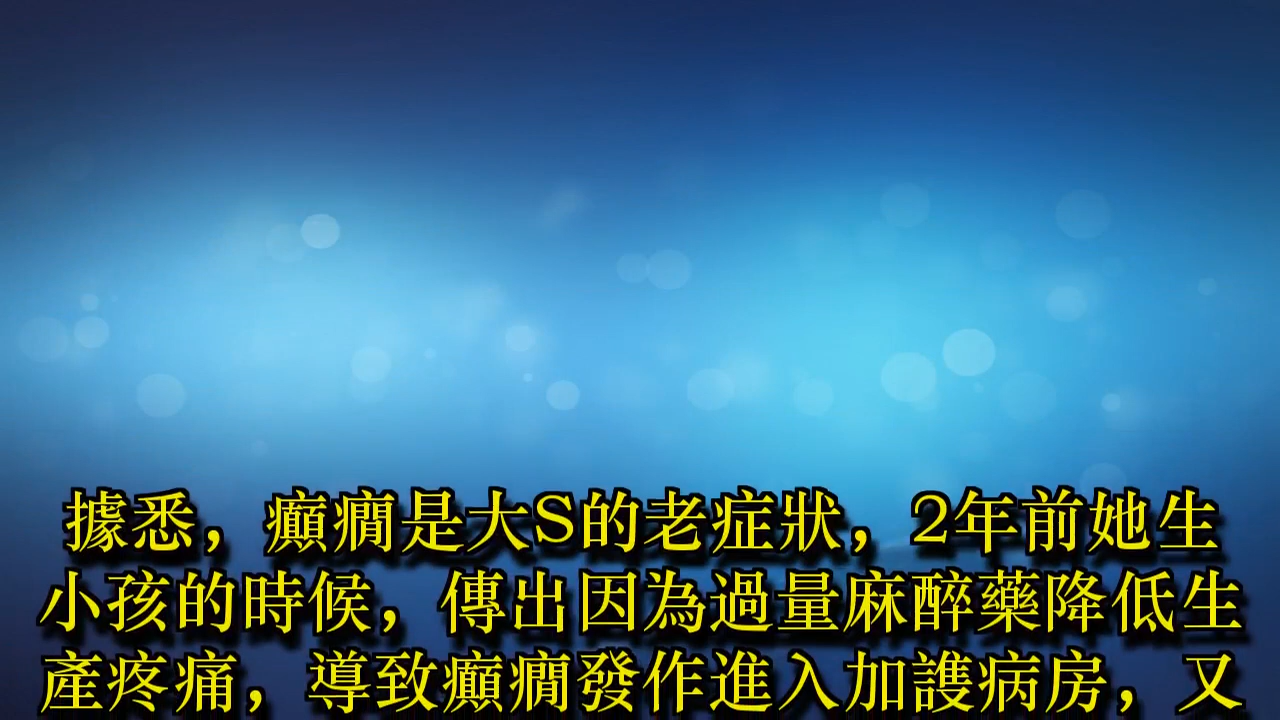 據悉，癲癇是大S的老症狀，2年前她生
小孩的時候，傳出因為過量麻醉藥降低生
產疼痛，導致癲癇發作進入加護病房，又